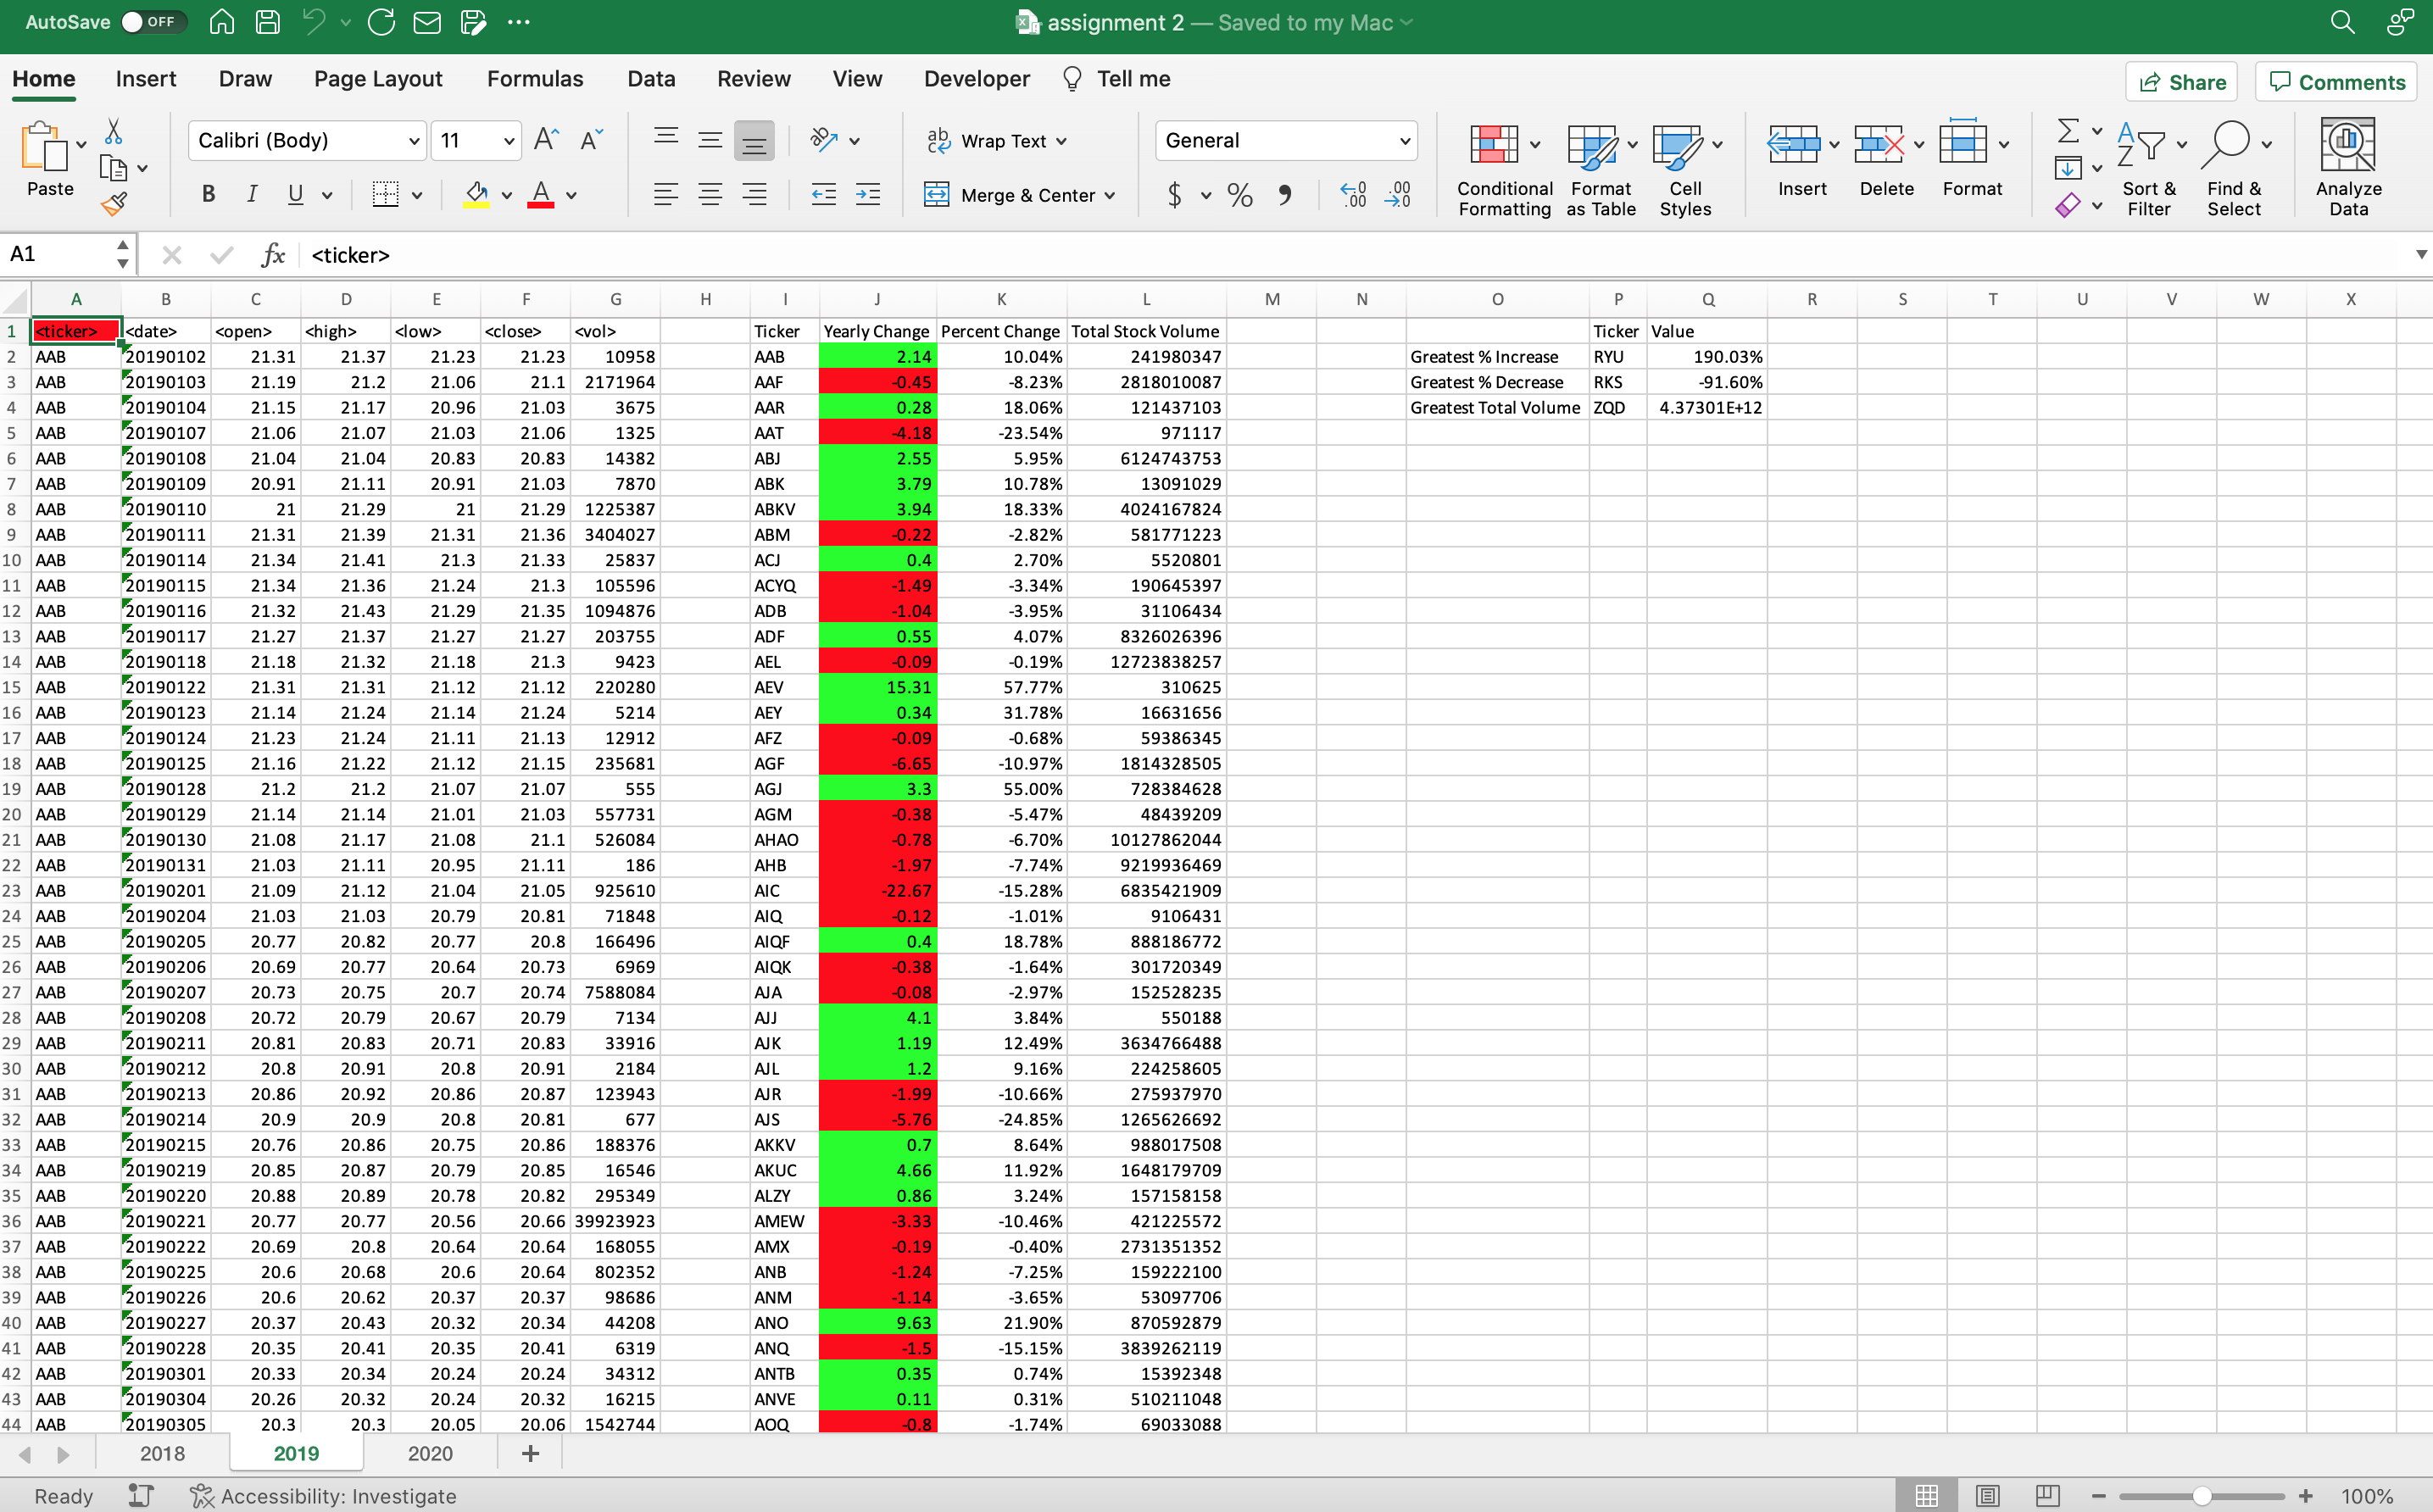 AutoSave OFF assignment 2 — Saved to my Mac
Home Insert Draw Page Layout Formulas Data Review View Developer Tell me Share Comments
Calibri (Body) 11 Wrap Text General
Paste B I U Merge & Center $ % Conditional Formatting Format as Table Cell Styles Insert Delete Format Sort & Filter Find & Select Analyze Data
A1 fx <ticker>
A B C D E F G H I J K L M N O P Q R S T U V W X
1 <ticker> <date> <open> <high> <low> <close> <vol> Ticker Yearly Change Percent Change Total Stock Volume Ticker Value
2 AAB 20190102 21.31 21.37 21.23 21.23 10958 AAB 2.14 10.04% 241980347 Greatest % Increase RYU 190.03%
3 AAB 20190103 21.19 21.2 21.06 21.1 2171964 AAF -0.45 -8.23% 2818010087 Greatest % Decrease RKS -91.60%
4 AAB 20190104 21.15 21.17 20.96 21.03 3675 AAR 0.28 18.06% 121437103 Greatest Total Volume ZQD 4.37301E+12
5 AAB 20190107 21.06 21.07 21.03 21.06 1325 AAT -4.18 -23.54% 971117
6 AAB 20190108 21.04 21.04 20.83 20.83 14382 ABJ 2.55 5.95% 6124743753
7 AAB 20190109 20.91 21.11 20.91 21.03 7870 ABK 3.79 10.78% 13091029
8 AAB 20190110 21 21.29 21 21.29 1225387 ABKV 3.94 18.33% 4024167824
9 AAB 20190111 21.31 21.39 21.31 21.36 3404027 ABM -0.22 -2.82% 581771223
10 AAB 20190114 21.34 21.41 21.3 21.33 25837 ACJ 0.4 2.70% 5520801
11 AAB 20190115 21.34 21.36 21.24 21.3 105596 ACYQ -1.49 -3.34% 190645397
12 AAB 20190116 21.32 21.43 21.29 21.35 1094876 ADB -1.04 -3.95% 31106434
13 AAB 20190117 21.27 21.37 21.27 21.27 203755 ADF 0.55 4.07% 8326026396
14 AAB 20190118 21.18 21.32 21.18 21.3 9423 AEL -0.09 -0.19% 12723838257
15 AAB 20190122 21.31 21.31 21.12 21.12 220280 AEV 15.31 57.77% 310625
16 AAB 20190123 21.14 21.24 21.14 21.24 5214 AEY 0.34 31.78% 16631656
17 AAB 20190124 21.23 21.24 21.11 21.13 12912 AFZ -0.09 -0.68% 59386345
18 AAB 20190125 21.16 21.22 21.12 21.15 235681 AGF -6.65 -10.97% 1814328505
19 AAB 20190128 21.2 21.2 21.07 21.07 555 AGJ 3.3 55.00% 728384628
20 AAB 20190129 21.14 21.14 21.01 21.03 557731 AGM -0.38 -5.47% 48439209
21 AAB 20190130 21.08 21.17 21.08 21.1 526084 AHAO -0.78 -6.70% 10127862044
22 AAB 20190131 21.03 21.11 20.95 21.11 186 AHB -1.97 -7.74% 9219936469
23 AAB 20190201 21.09 21.12 21.04 21.05 925610 AIC -22.67 -15.28% 6835421909
24 AAB 20190204 21.03 21.03 20.79 20.81 71848 AIQ -0.12 -1.01% 9106431
25 AAB 20190205 20.77 20.82 20.77 20.8 166496 AIQF 0.4 18.78% 888186772
26 AAB 20190206 20.69 20.77 20.64 20.73 6969 AIQK -0.38 -1.64% 301720349
27 AAB 20190207 20.73 20.75 20.7 20.74 7588084 AJA -0.08 -2.97% 152528235
28 AAB 20190208 20.72 20.79 20.67 20.79 7134 AJJ 4.1 3.84% 550188
29 AAB 20190211 20.81 20.83 20.71 20.83 33916 AJK 1.19 12.49% 3634766488
30 AAB 20190212 20.8 20.91 20.8 20.91 2184 AJL 1.2 9.16% 224258605
31 AAB 20190213 20.86 20.92 20.86 20.87 123943 AJR -1.99 -10.66% 275937970
32 AAB 20190214 20.9 20.9 20.8 20.81 677 AJS -5.76 -24.85% 1265626692
33 AAB 20190215 20.76 20.86 20.75 20.86 188376 AKKV 0.7 8.64% 988017508
34 AAB 20190219 20.85 20.87 20.79 20.85 16546 AKUC 4.66 11.92% 1648179709
35 AAB 20190220 20.88 20.89 20.78 20.82 295349 ALZY 0.86 3.24% 157158158
36 AAB 20190221 20.77 20.77 20.56 20.66 39923923 AMEW -3.33 -10.46% 421225572
37 AAB 20190222 20.69 20.8 20.64 20.64 168055 AMX -0.19 -0.40% 2731351352
38 AAB 20190225 20.6 20.68 20.6 20.64 802352 ANB -1.24 -7.25% 159222100
39 AAB 20190226 20.6 20.62 20.37 20.37 98686 ANM -1.14 -3.65% 53097706
40 AAB 20190227 20.37 20.43 20.32 20.34 44208 ANO 9.63 21.90% 870592879
41 AAB 20190228 20.35 20.41 20.35 20.41 6319 ANQ -1.5 -15.15% 3839262119
42 AAB 20190301 20.33 20.34 20.24 20.24 34312 ANTB 0.35 0.74% 15392348
43 AAB 20190304 20.26 20.32 20.24 20.32 16215 ANVE 0.11 0.31% 510211048
44 AAB 20190305 20.3 20.3 20.05 20.06 1542744 AOQ -0.8 -1.74% 69033088
2018 2019 2020 +
Ready Accessibility: Investigate 100%